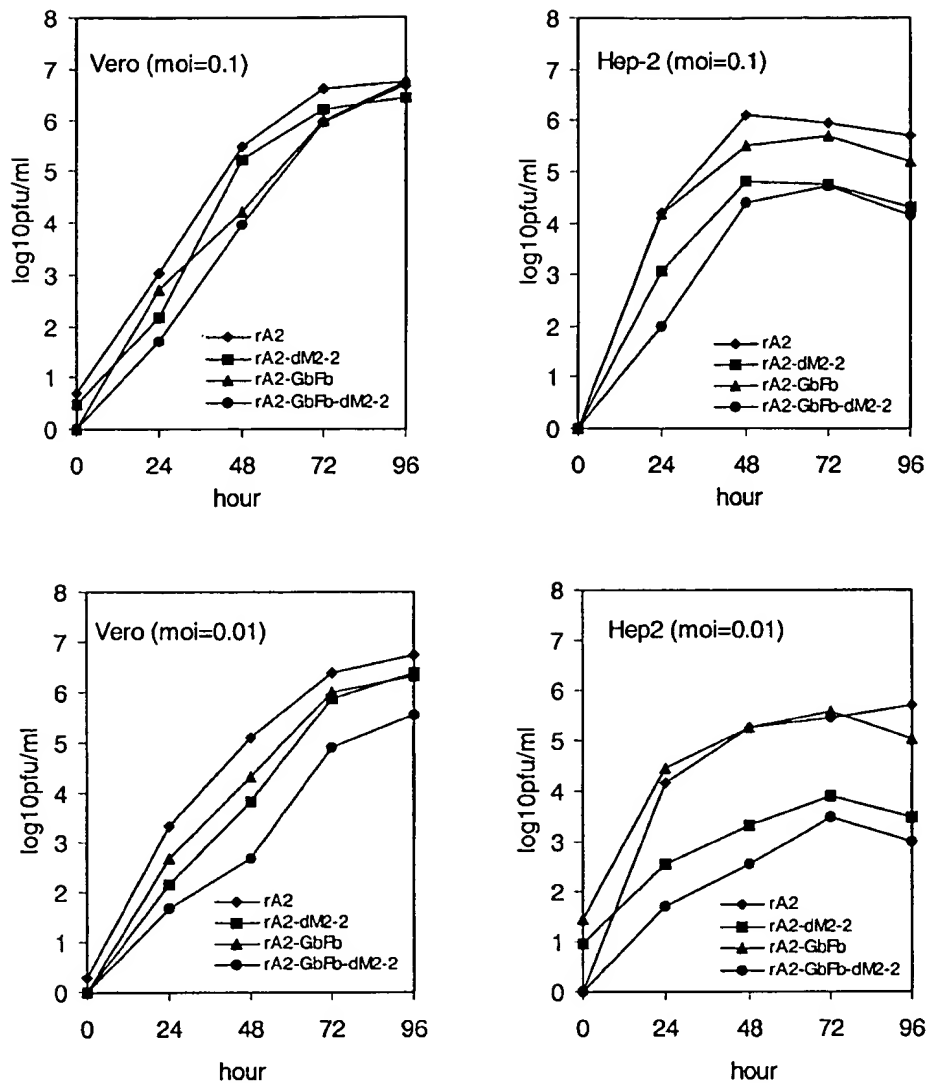 Vero (moi=0.1)
log10pfu/ml
8
7
6
5
4
3
2
1
0
rA2
rA2-dM2-2
rA2-GbFb
rA2-GbFb-dM2-2
0 24 48 72 96
hour
Hep-2 (moi=0.1)
log10pfu/ml
8
7
6
5
4
3
2
1
0
rA2
rA2-dM2-2
rA2-GbFb
rA2-GbFb-dM2-2
0 24 48 72 96
hour
Vero (moi=0.01)
log10pfu/ml
8
7
6
5
4
3
2
1
0
rA2
rA2-dM2-2
rA2-GbFb
rA2-GbFb-dM2-2
0 24 48 72 96
hour
Hep2 (moi=0.01)
log10pfu/ml
8
7
6
5
4
3
2
1
0
rA2
rA2-dM2-2
rA2-GbFb
rA2-GbFb-dM2-2
0 24 48 72 96
hour